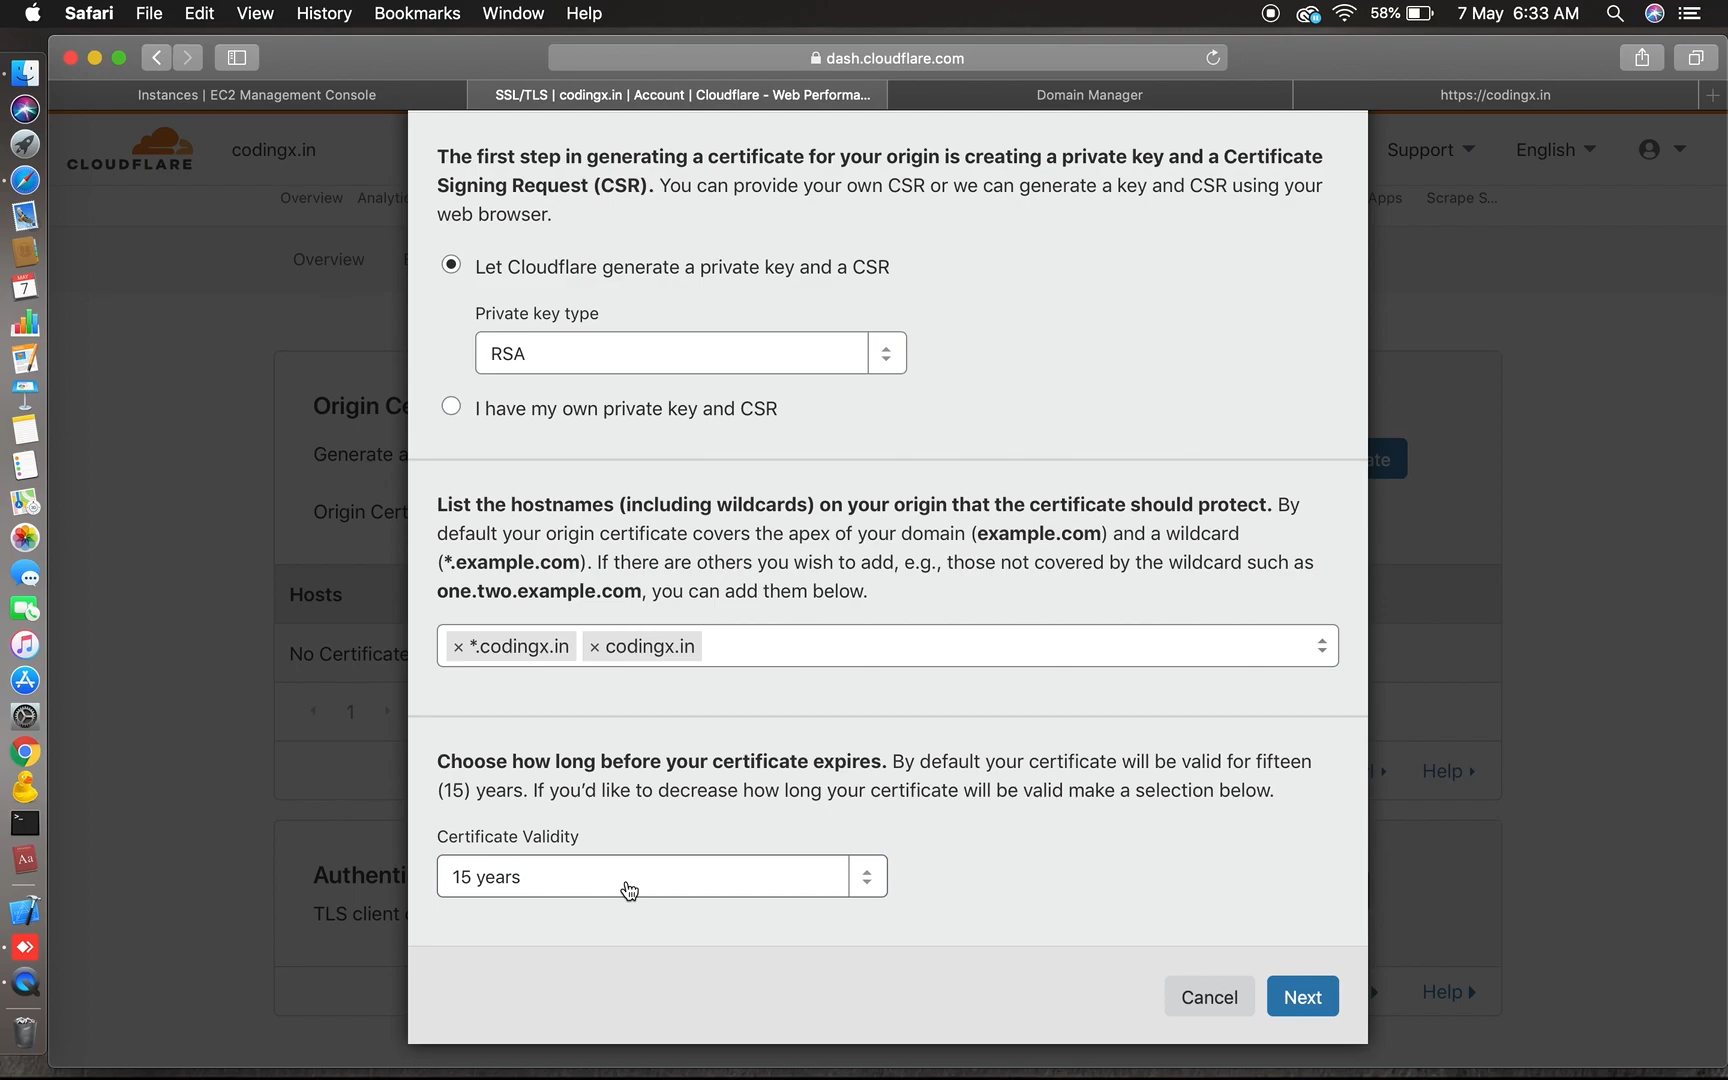 Safari File Edit View History Bookmarks Window Help 58% 7 May 6:33 AM
dash.cloudflare.com
Instances | EC2 Management Console SSL/TLS | codingx.in | Account | Cloudflare - Web Performa... Domain Manager https://codingx.in
CLOUDFLARE codingx.in Support English
Overview Analytic Apps Scrape S...
Overview
The first step in generating a certificate for your origin is creating a private key and a Certificate
Signing Request (CSR). You can provide your own CSR or we can generate a key and CSR using your
web browser.
Let Cloudflare generate a private key and a CSR
Private key type
RSA
I have my own private key and CSR
Origin Ce
Generate a
ate
Origin Cert
List the hostnames (including wildcards) on your origin that the certificate should protect. By
default your origin certificate covers the apex of your domain (example.com) and a wildcard
(*.example.com). If there are others you wish to add, e.g., those not covered by the wildcard such as
one.two.example.com, you can add them below.
Hosts
× *.codingx.in × codingx.in
No Certificate
1
Choose how long before your certificate expires. By default your certificate will be valid for fifteen
(15) years. If you'd like to decrease how long your certificate will be valid make a selection below.
Help
Certificate Validity
15 years
Authenti
TLS client
Cancel Next
Help
MAY
7
Aa